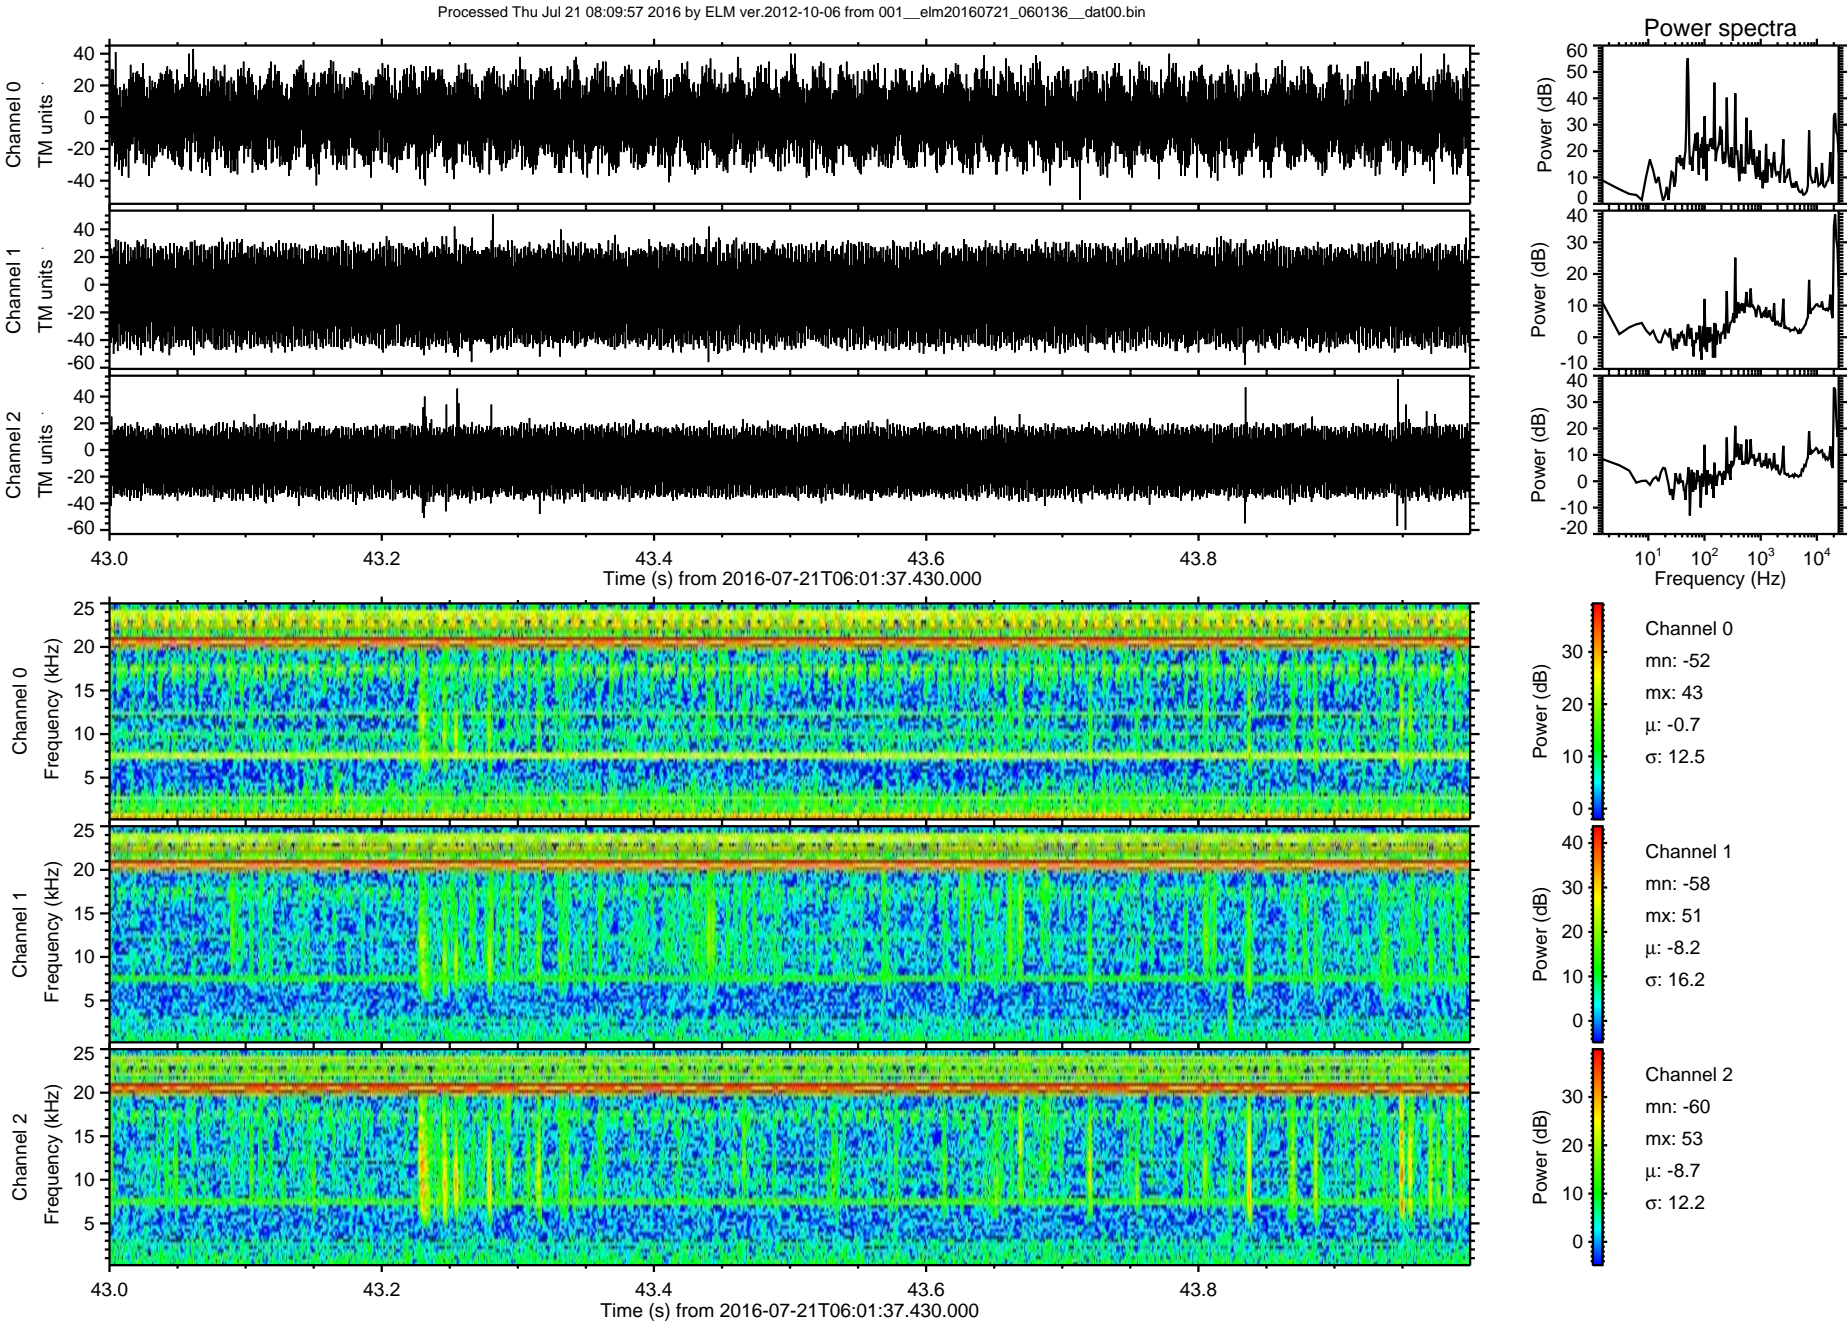 Processed Thu Jul 21 08:09:57 2016 by ELM ver.2012-10-06 from 001__elm20160721_060136__dat00.bin
Power spectra
Channel 0
TM units
40
20
0
-20
-40
Power (dB)
60
50
40
30
20
10
0
Channel 1
TM units
40
20
0
-20
-40
-60
Power (dB)
40
30
20
10
0
-10
Channel 2
TM units
40
20
0
-20
-40
-60
Power (dB)
40
30
20
10
0
-10
-20
43.0 43.2 43.4 43.6 43.8
Time (s) from 2016-07-21T06:01:37.430.000
10¹ 10² 10³ 10⁴
Frequency (Hz)
Channel 0
Frequency (kHz)
25
20
15
10
5
Power (dB)
30
20
10
0
Channel 0
mn: -52
mx: 43
μ: -0.7
σ: 12.5
Channel 1
Frequency (kHz)
25
20
15
10
5
Power (dB)
40
30
20
10
0
Channel 1
mn: -58
mx: 51
μ: -8.2
σ: 16.2
Channel 2
Frequency (kHz)
25
20
15
10
5
Power (dB)
30
20
10
0
Channel 2
mn: -60
mx: 53
μ: -8.7
σ: 12.2
43.0 43.2 43.4 43.6 43.8
Time (s) from 2016-07-21T06:01:37.430.000